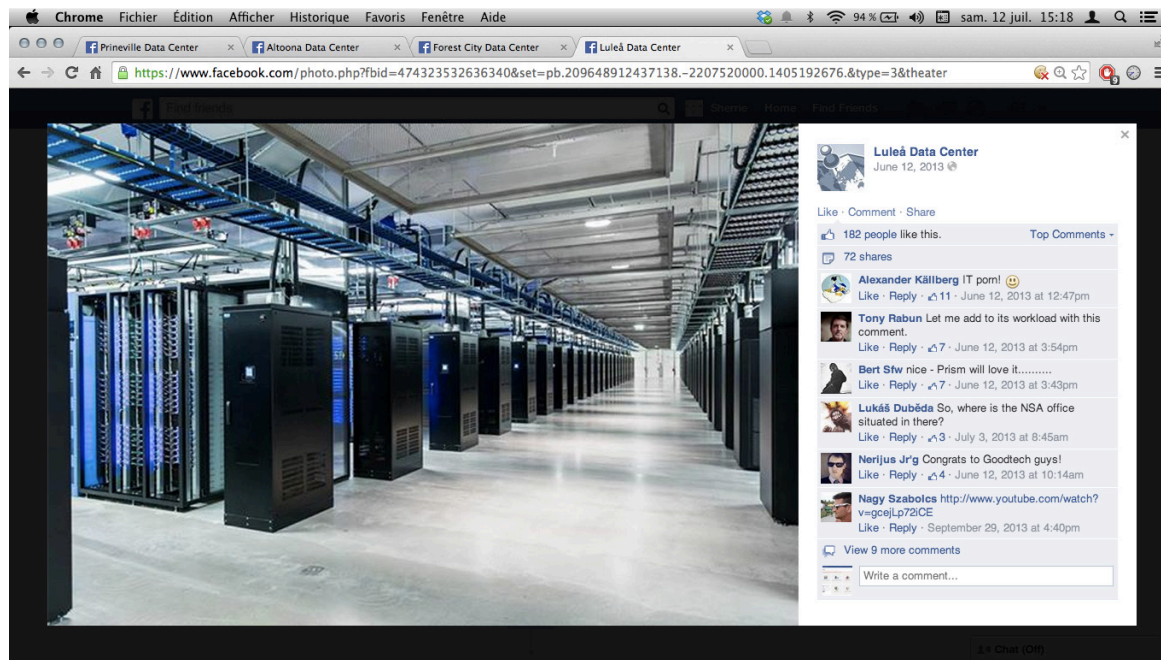 Chrome Fichier Édition Afficher Historique Favoris Fenêtre Aide 94 % sam. 12 juil. 15:18
Prineville Data Center × Altoona Data Center × Forest City Data Center × Luleå Data Center ×
https://www.facebook.com/photo.php?fbid=474323532636340&set=pb.209648912437138.-2207520000.1405192676.&type=3&theater
Find friends Sherrie Home Find Friends
Luleå Data Center
June 12, 2013
Like · Comment · Share
182 people like this. Top Comments
72 shares
Alexander Källberg IT porn!
Like · Reply · 11 · June 12, 2013 at 12:47pm
Tony Rabun Let me add to its workload with this
comment.
Like · Reply · 7 · June 12, 2013 at 3:54pm
Bert Sfw nice - Prism will love it..........
Like · Reply · 7 · June 12, 2013 at 3:43pm
Lukáš Duběda So, where is the NSA office
situated in there?
Like · Reply · 3 · July 3, 2013 at 8:45am
Nerijus Jr'g Congrats to Goodtech guys!
Like · Reply · 4 · June 12, 2013 at 10:14am
Nagy Szabolcs http://www.youtube.com/watch?
v=gcejLp72iCE
Like · Reply · September 29, 2013 at 4:40pm
View 9 more comments
Write a comment...
Chat (Off)